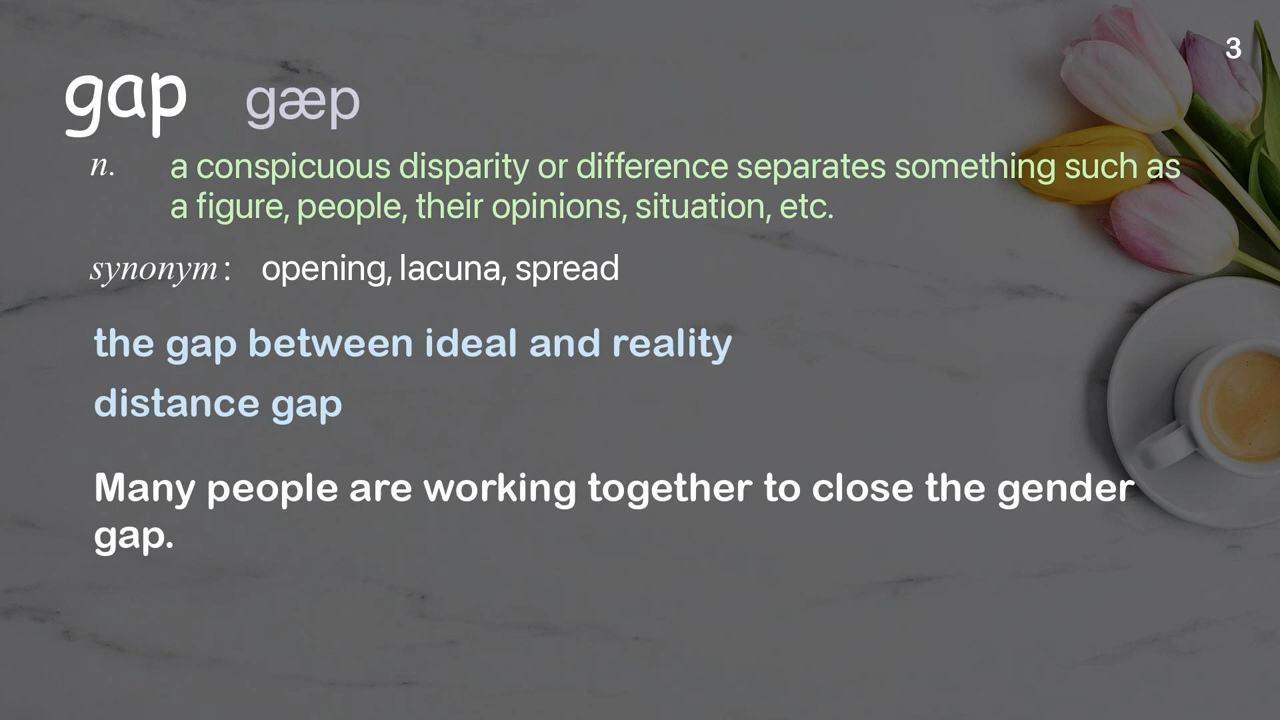 3
gap gæp
n. a conspicuous disparity or difference separates something such as
a figure, people, their opinions, situation, etc.
synonym: opening, lacuna, spread
the gap between ideal and reality
distance gap
Many people are working together to close the gender
gap.